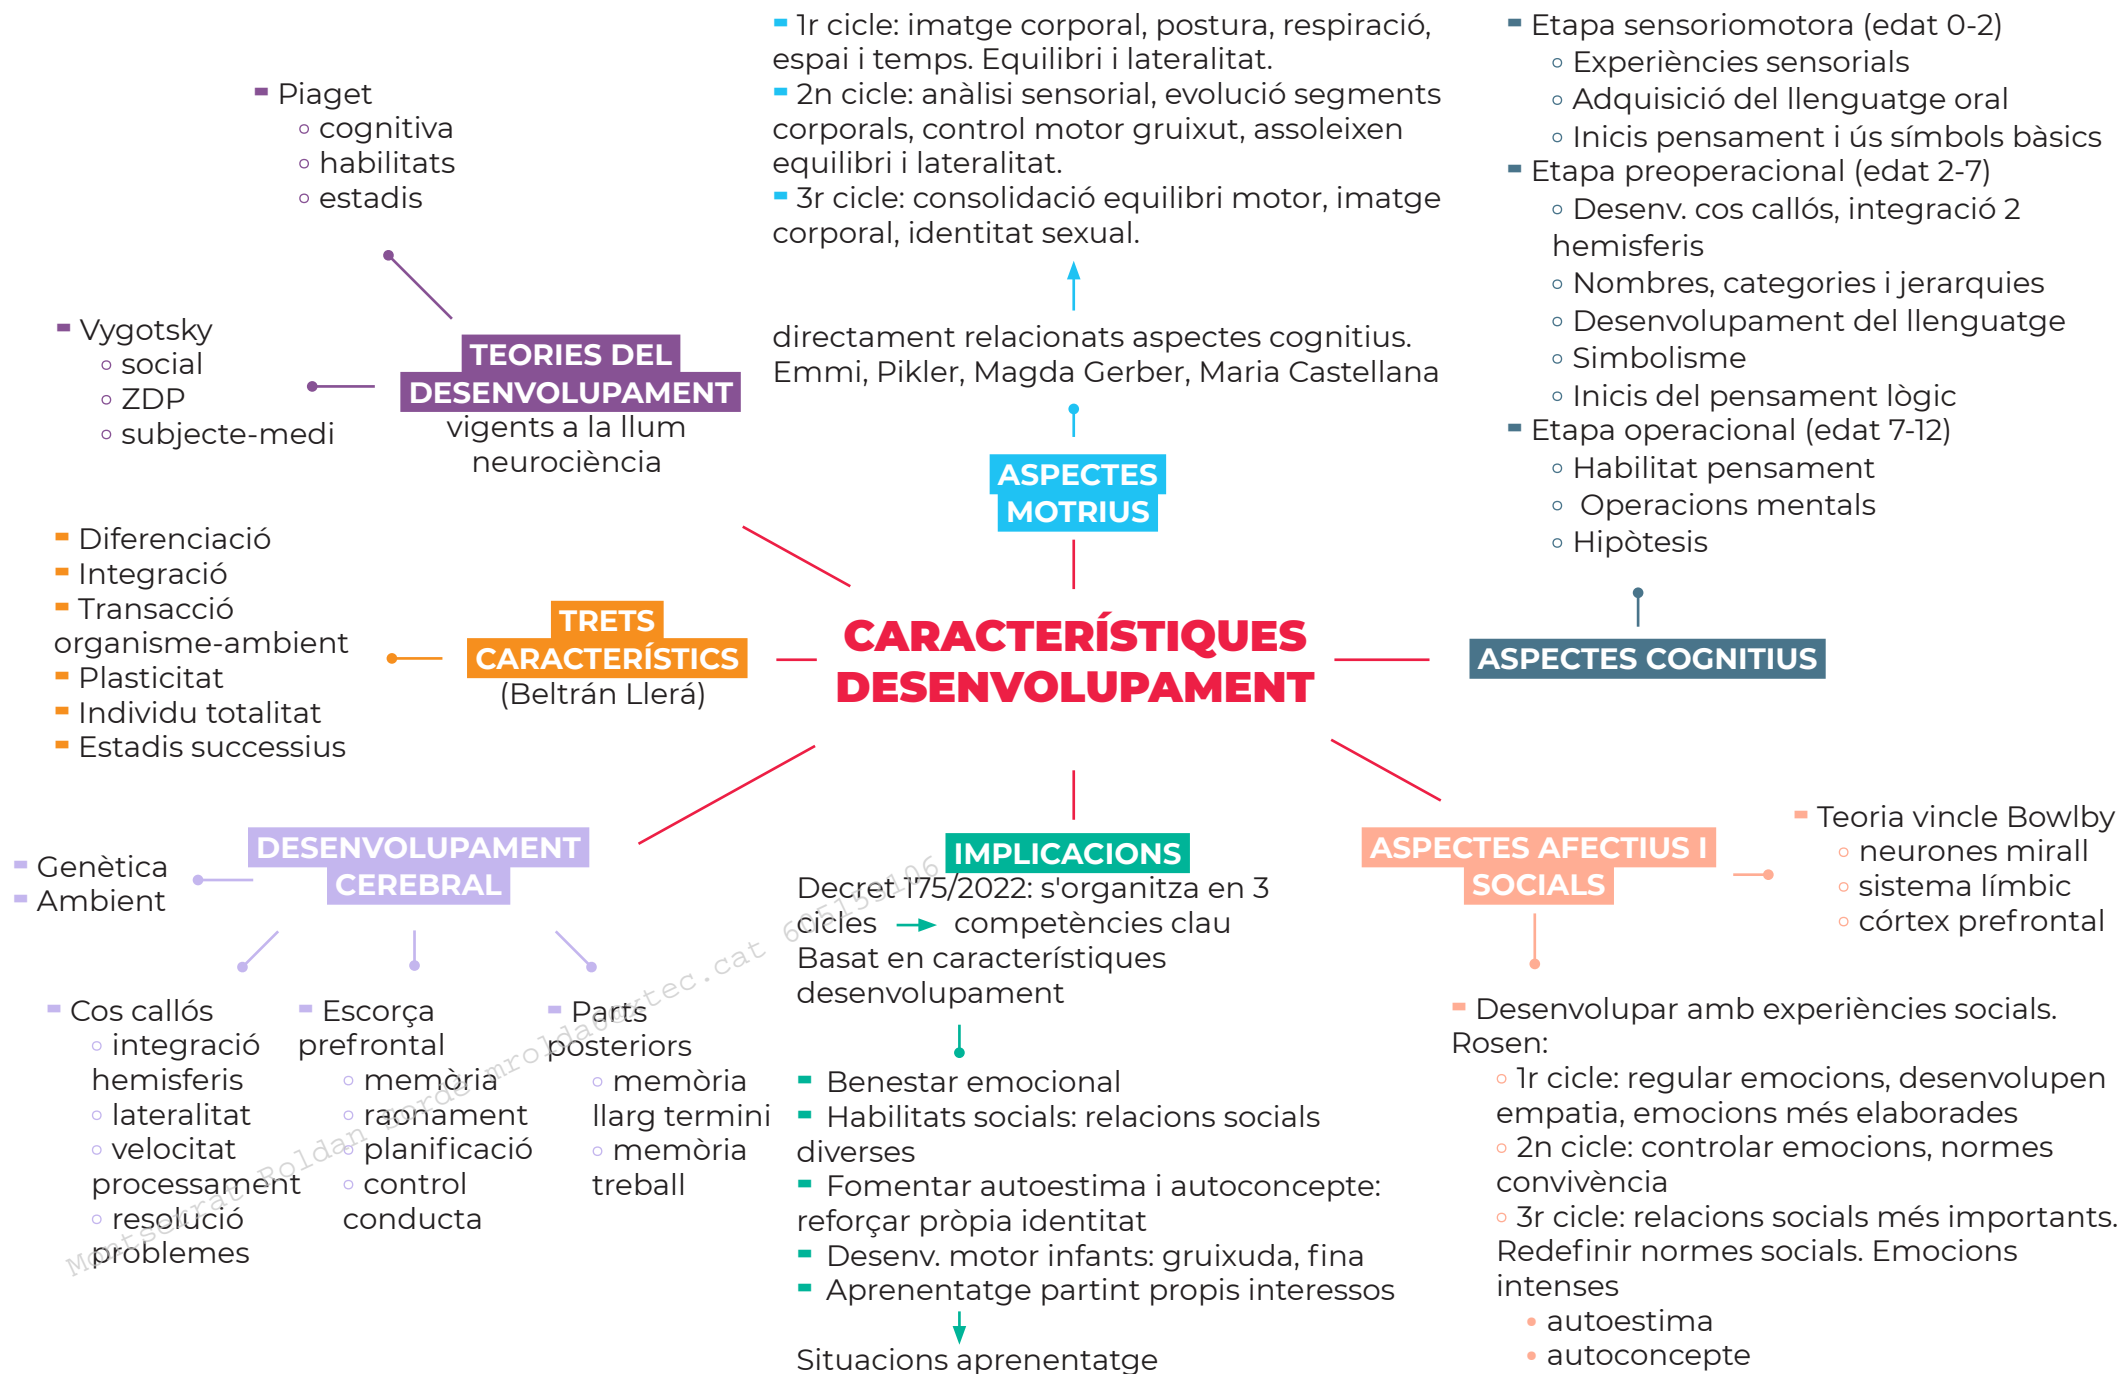 - Piaget
◦ cognitiva
◦ habilitats
◦ estadis
- Vygotsky
◦ social
◦ ZDP
◦ subjecte-medi
TEORIES DEL
DESENVOLUPAMENT
vigents a la llum
neurociència
- 1r cicle: imatge corporal, postura, respiració,
espai i temps. Equilibri i lateralitat.
- 2n cicle: anàlisi sensorial, evolució segments
corporals, control motor gruixut, assoleixen
equilibri i lateralitat.
- 3r cicle: consolidació equilibri motor, imatge
corporal, identitat sexual.
directament relacionats aspectes cognitius.
Emmi, Pikler, Magda Gerber, Maria Castellana
ASPECTES
MOTRIUS
- Etapa sensoriomotora (edat 0-2)
◦ Experiències sensorials
◦ Adquisició del llenguatge oral
◦ Inicis pensament i ús símbols bàsics
- Etapa preoperacional (edat 2-7)
◦ Desenv. cos callós, integració 2
hemisferis
◦ Nombres, categories i jerarquies
◦ Desenvolupament del llenguatge
◦ Simbolisme
◦ Inicis del pensament lògic
- Etapa operacional (edat 7-12)
◦ Habilitat pensament
◦ Operacions mentals
◦ Hipòtesis
ASPECTES COGNITIUS
- Diferenciació
- Integració
- Transacció
organisme-ambient
- Plasticitat
- Individu totalitat
- Estadis successius
TRETS
CARACTERÍSTICS
(Beltrán Llerá)
CARACTERÍSTIQUES
DESENVOLUPAMENT
DESENVOLUPAMENT
CEREBRAL
- Genètica
- Ambient
- Cos callós
◦ integració
hemisferis
◦ lateralitat
◦ velocitat
processament
◦ resolució
problemes
- Escorça
prefrontal
◦ memòria
◦ raonament
◦ planificació
◦ control
conducta
- Parts
posteriors
◦ memòria
llarg termini
◦ memòria
treball
IMPLICACIONS
Decret 175/2022: s'organitza en 3
cicles → competències clau
Basat en característiques
desenvolupament
- Benestar emocional
- Habilitats socials: relacions socials
diverses
- Fomentar autoestima i autoconcepte:
reforçar pròpia identitat
- Desenv. motor infants: gruixuda, fina
- Aprenentatge partint propis interessos
Situacions aprenentatge
ASPECTES AFECTIUS I
SOCIALS
- Teoria vincle Bowlby
◦ neurones mirall
◦ sistema límbic
◦ córtex prefrontal
- Desenvolupar amb experiències socials.
Rosen:
◦ 1r cicle: regular emocions, desenvolupen
empatia, emocions més elaborades
◦ 2n cicle: controlar emocions, normes
convivència
◦ 3r cicle: relacions socials més importants.
Redefinir normes socials. Emocions
intenses
• autoestima
• autoconcepte
Montserrat Roldan